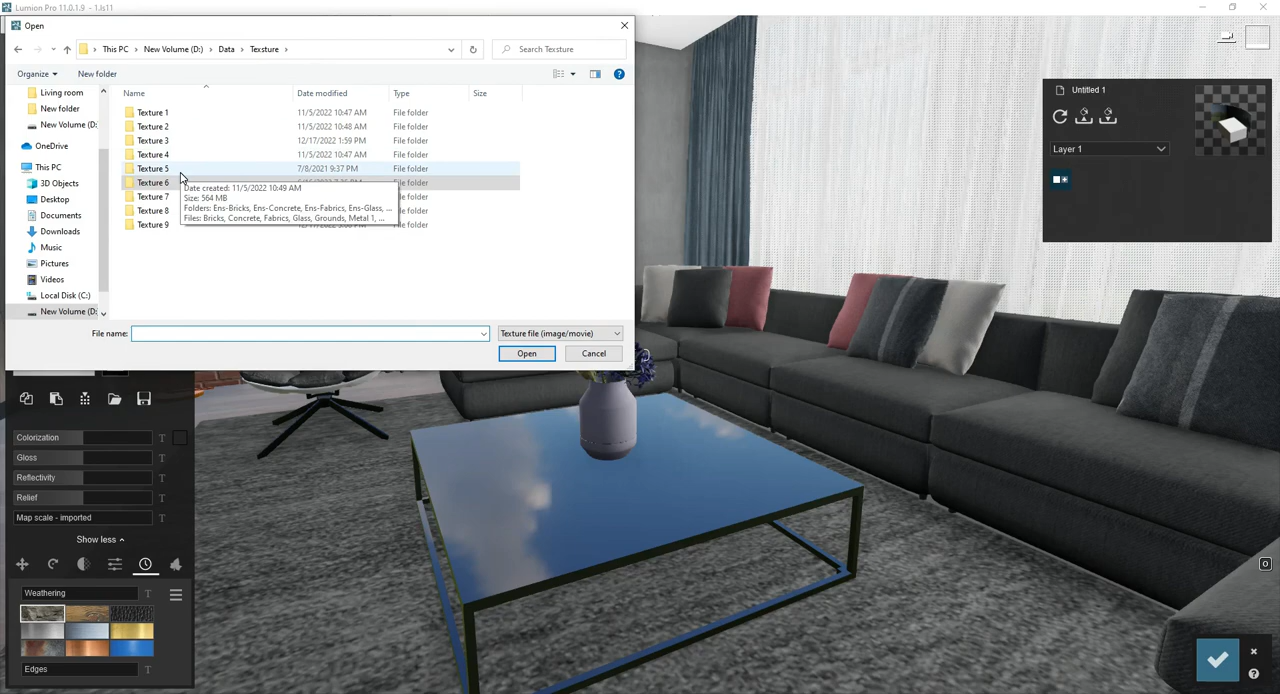 Lumion Pro 11.0.1.9 - 1.ls11
Open
This PC > New Volume (D:) > Data > Texsture >
Search Texsture
Organize
New folder
Living room
New folder
New Volume (D:
OneDrive
This PC
3D Objects
Desktop
Documents
Downloads
Music
Pictures
Videos
Local Disk (C:)
New Volume (D:
Name Date modified Type Size
Texture 1 11/5/2022 10:47 AM File folder
Texture 2 11/5/2022 10:48 AM File folder
Texture 3 12/17/2022 1:59 PM File folder
Texture 4 11/5/2022 10:47 AM File folder
Texture 5 7/8/2021 9:37 PM File folder
Texture 6 File folder
Texture 7
Texture 8
Texture 9 File folder
Date created: 11/5/2022 10:49 AM
Size: 564 MB
Folders: Ens-Bricks, Ens-Concrete, Ens-Fabrics, Ens-Glass, ...
Files: Bricks, Concrete, Fabrics, Glass, Grounds, Metal 1, ...
File name:
Texture file (image/movie)
Open
Cancel
Untitled 1
Layer 1
Colorization T
Gloss T
Reflectivity T
Relief T
Map scale - imported T
Show less
Weathering T
Edges T
O